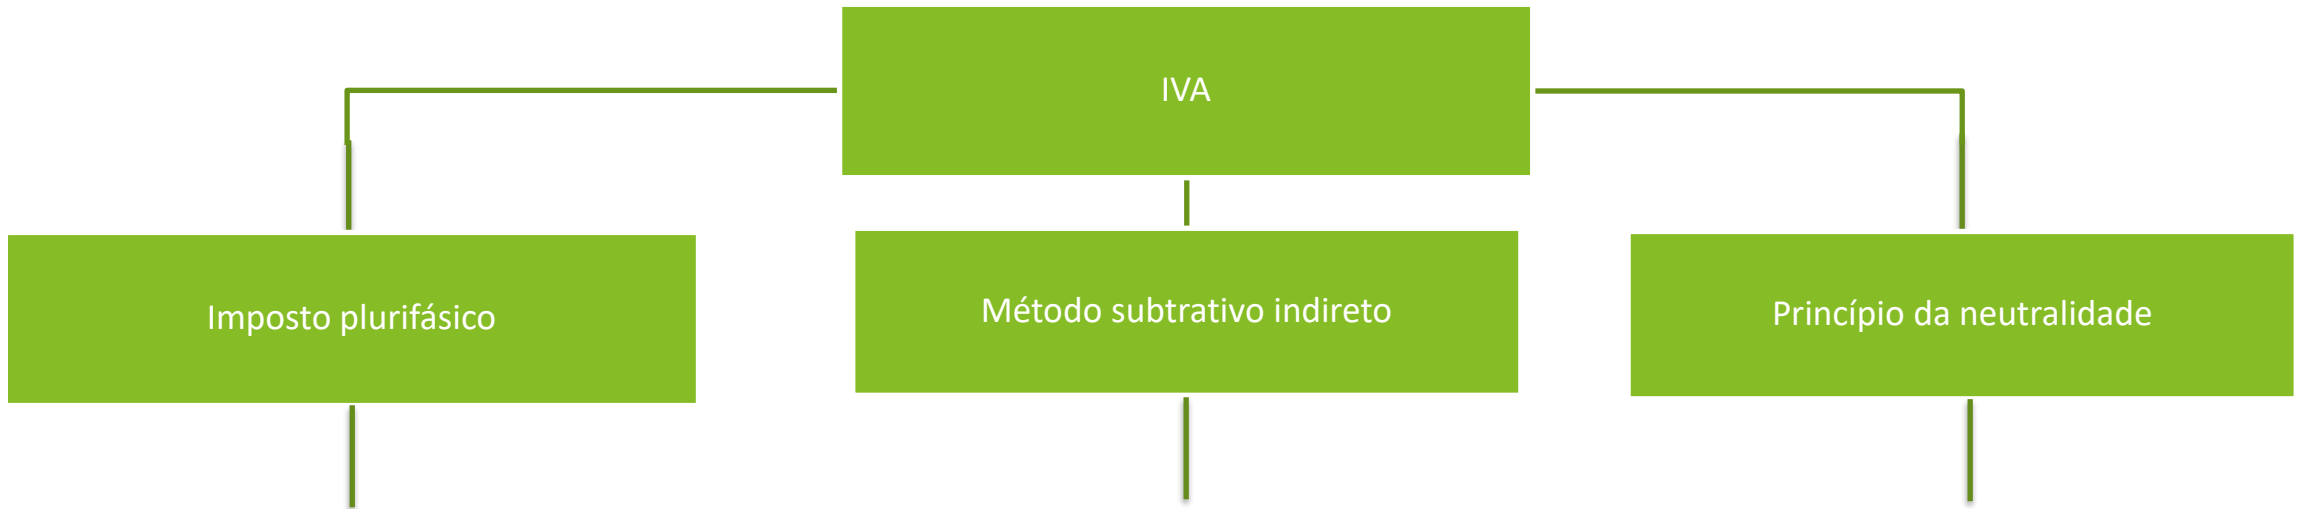 IVA
Imposto plurifásico
Método subtrativo indireto
Princípio da neutralidade